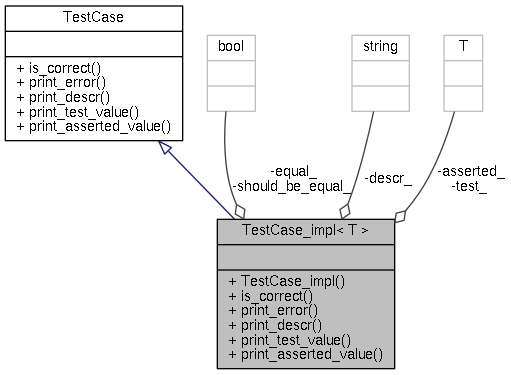 TestCase
+ is_correct()
+ print_error()
+ print_descr()
+ print_test_value()
+ print_asserted_value()
bool
string
T
-equal_
-should_be_equal_
-descr_
-asserted_
-test_
TestCase_impl< T >
+ TestCase_impl()
+ is_correct()
+ print_error()
+ print_descr()
+ print_test_value()
+ print_asserted_value()